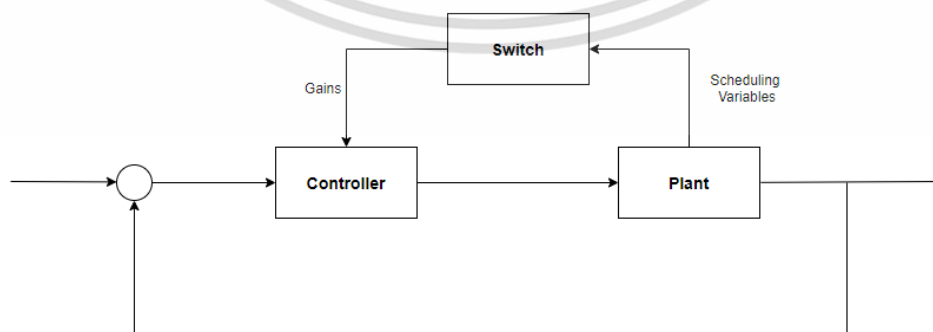 Switch
Gains
Scheduling
Variables
Controller
Plant